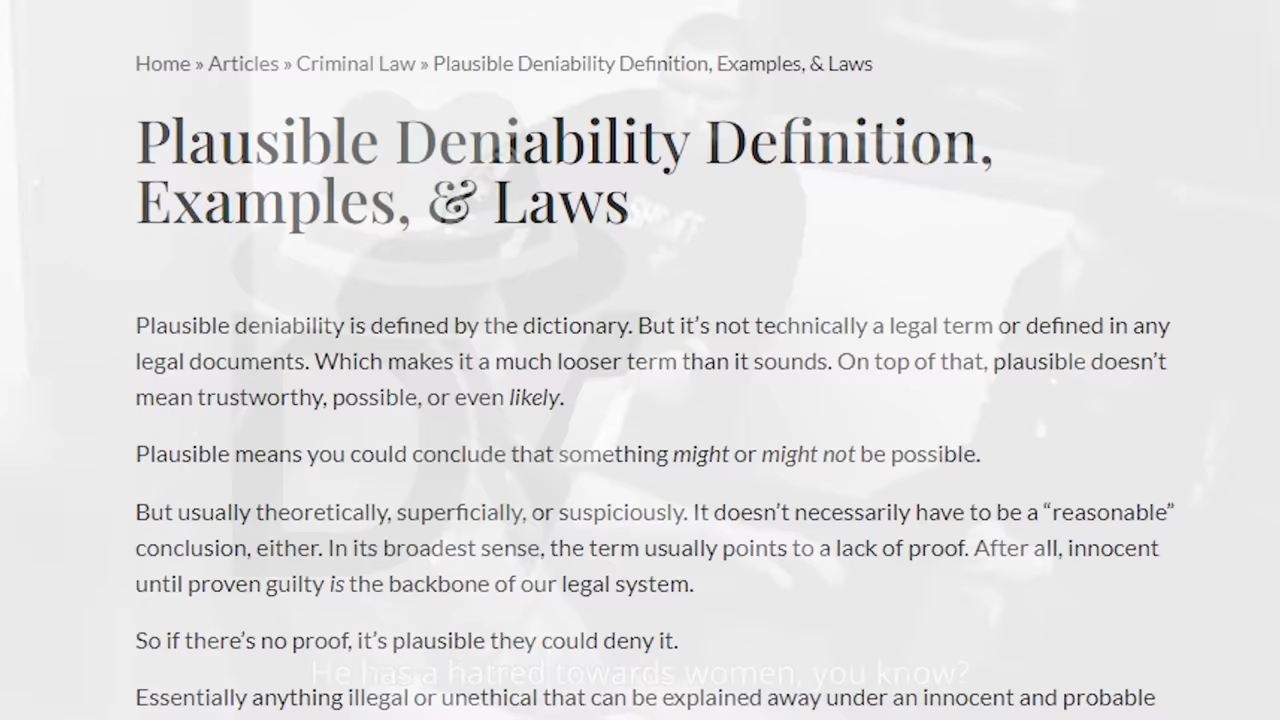 Home » Articles » Criminal Law » Plausible Deniability Definition, Examples, & Laws
Plausible Deniability Definition,
Examples, & Laws
Plausible deniability is defined by the dictionary. But it’s not technically a legal term or defined in any
legal documents. Which makes it a much looser term than it sounds. On top of that, plausible doesn’t
mean trustworthy, possible, or even likely.
Plausible means you could conclude that something might or might not be possible.
But usually theoretically, superficially, or suspiciously. It doesn’t necessarily have to be a “reasonable”
conclusion, either. In its broadest sense, the term usually points to a lack of proof. After all, innocent
until proven guilty is the backbone of our legal system.
So if there’s no proof, it’s plausible they could deny it.
He has a hatred towards women, you know?
Essentially anything illegal or unethical that can be explained away under an innocent and probable